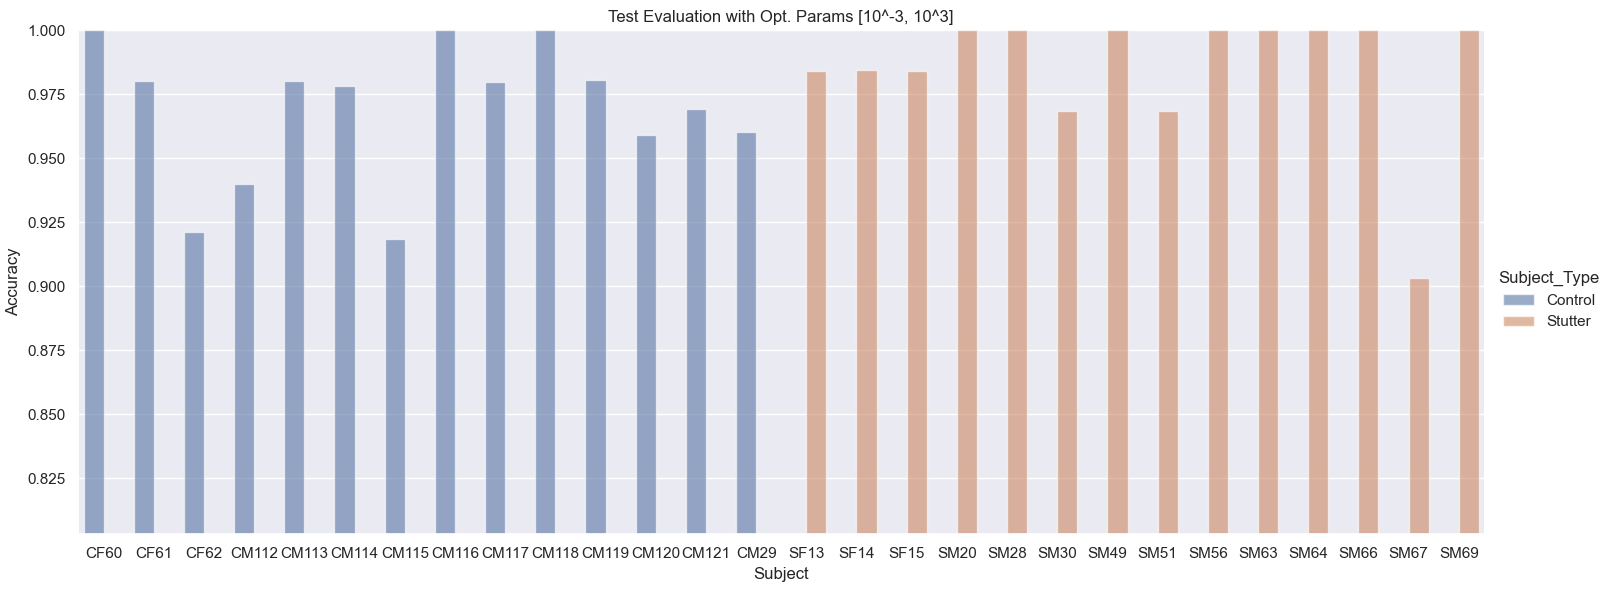 Test Evaluation with Opt. Params [10^-3, 10^3]
1.000
0.975
0.950
0.925
0.900
0.875
0.850
0.825
Accuracy
CF60 CF61 CF62 CM112 CM113 CM114 CM115 CM116 CM117 CM118 CM119 CM120 CM121 CM29 SF13 SF14 SF15 SM20 SM28 SM30 SM49 SM51 SM56 SM63 SM64 SM66 SM67 SM69
Subject
Subject_Type
Control
Stutter